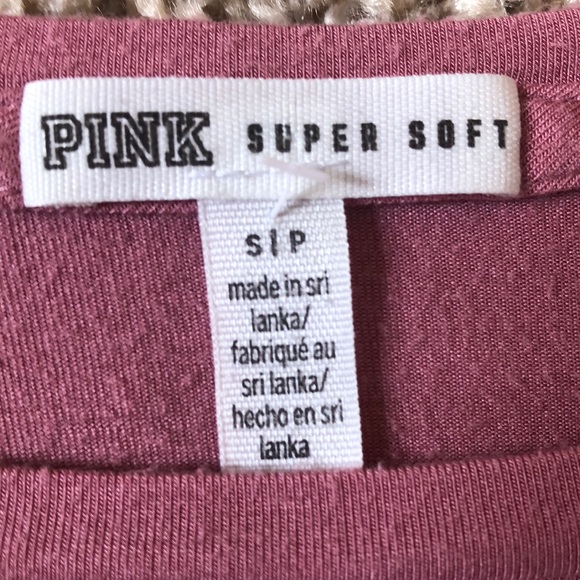 PINK SUPER SOFT
S|P
made in sri
lanka/
fabriqué au
sri lanka/
hecho en sri
lanka